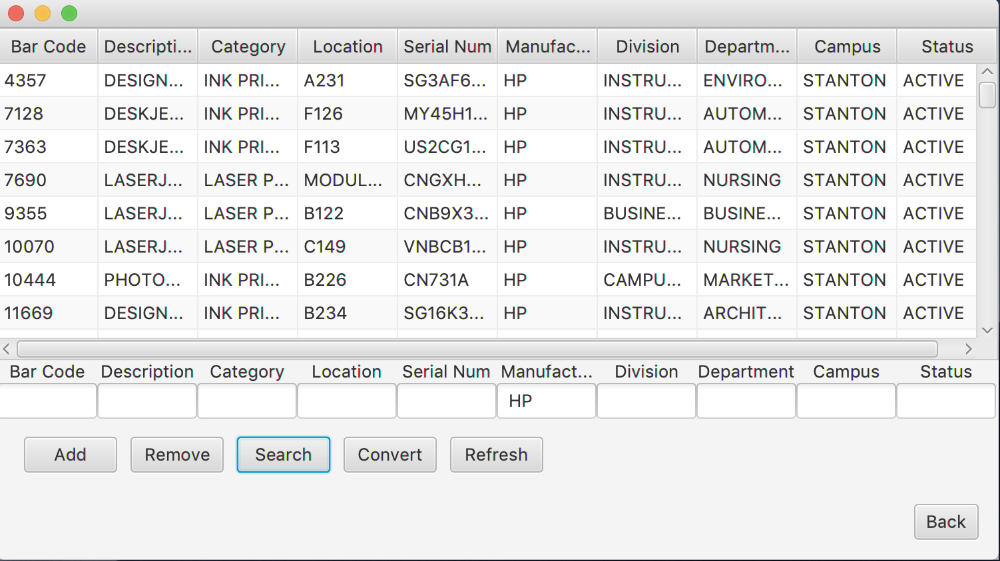 Bar Code Descripti... Category Location Serial Num Manufac... Division Departm... Campus Status
4357 DESIGN... INK PRI... A231 SG3AF6... HP INSTRU... ENVIRO... STANTON ACTIVE
7128 DESKJE... INK PRI... F126 MY45H1... HP INSTRU... AUTOM... STANTON ACTIVE
7363 DESKJE... INK PRI... F113 US2CG1... HP INSTRU... AUTOM... STANTON ACTIVE
7690 LASERJ... LASER P... MODUL... CNGXH... HP INSTRU... NURSING STANTON ACTIVE
9355 LASERJ... LASER P... B122 CNB9X3... HP BUSINE... BUSINE... STANTON ACTIVE
10070 LASERJ... LASER P... C149 VNBCB1... HP INSTRU... NURSING STANTON ACTIVE
10444 PHOTO... INK PRI... B226 CN731A HP CAMPU... MARKET... STANTON ACTIVE
11669 DESIGN... INK PRI... B234 SG16K3... HP INSTRU... ARCHIT... STANTON ACTIVE
Bar Code Description Category Location Serial Num Manufact... Division Department Campus Status
HP
Add Remove Search Convert Refresh
Back